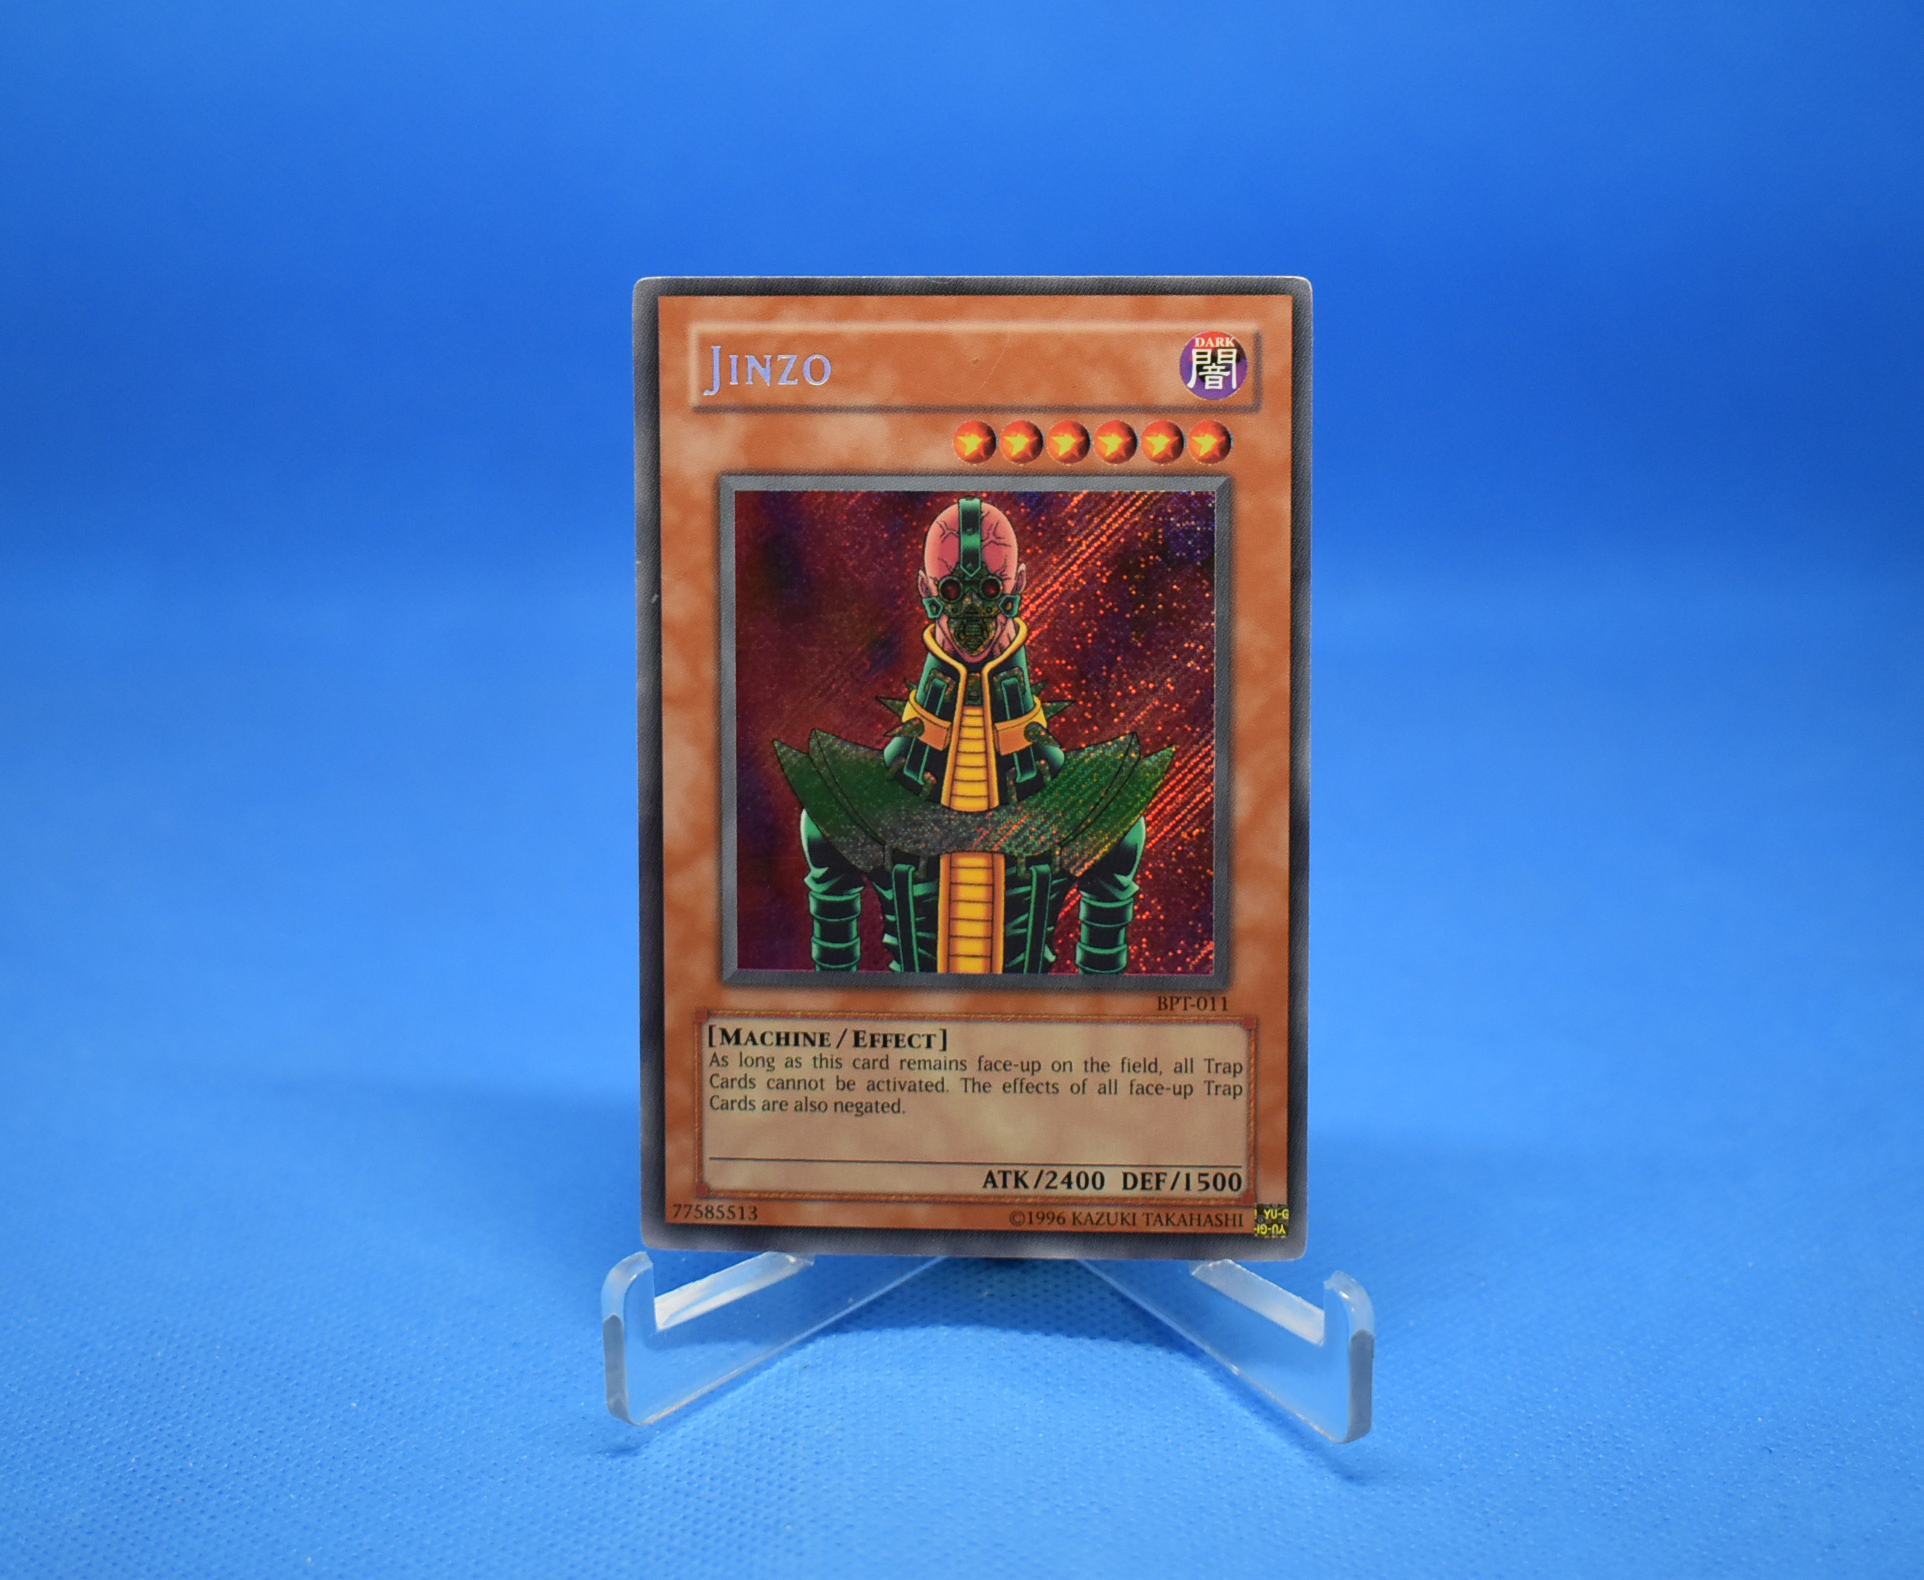 JINZO
DARK
闇
BPT-011
[MACHINE / EFFECT]
As long as this card remains face-up on the field, all Trap
Cards cannot be activated. The effects of all face-up Trap
Cards are also negated.
ATK/2400 DEF/1500
77585513
©1996 KAZUKI TAKAHASHI
! YU-G